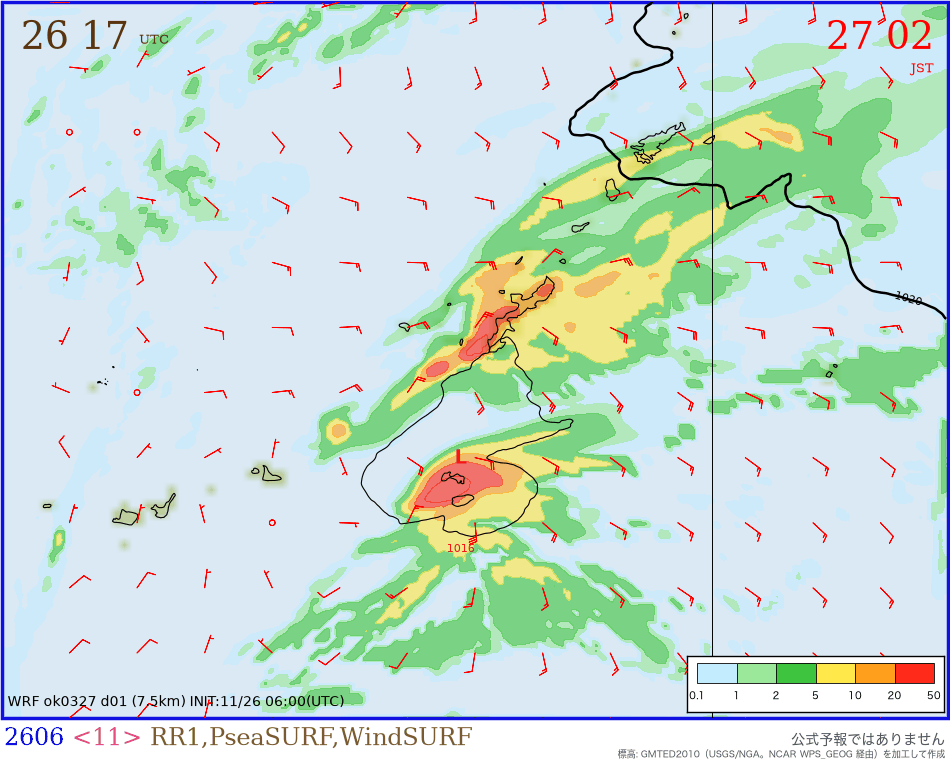 26 17 UTC
27 02
JST
1020
L
1016
0.1 1 2 5 10 20 50
WRF ok0327 d01 (7.5km) INIT:11/26 06:00(UTC)
2606 <11> RR1,PseaSURF,WindSURF
公式予報ではありません
標高: GMTED2010（USGS/NGA。NCAR WPS_GEOG 経由）を加工して作成